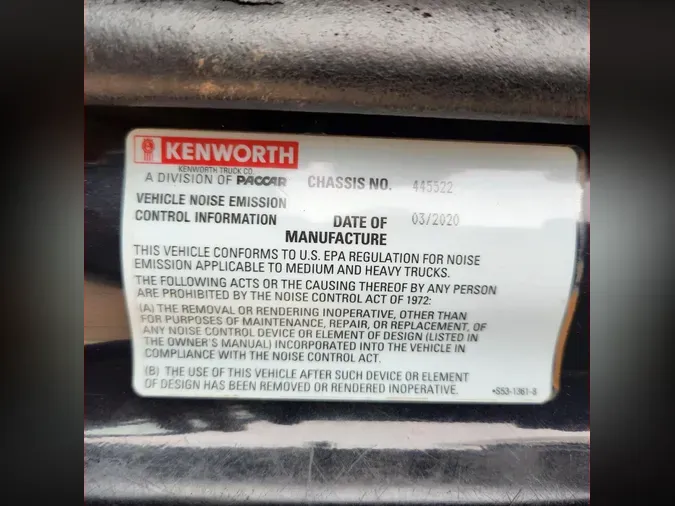 KENWORTH
KENWORTH TRUCK CO.
A DIVISION OF PACCAR CHASSIS NO. 445522
VEHICLE NOISE EMISSION
CONTROL INFORMATION DATE OF 03/2020
MANUFACTURE
THIS VEHICLE CONFORMS TO U.S. EPA REGULATION FOR NOISE
EMISSION APPLICABLE TO MEDIUM AND HEAVY TRUCKS.
THE FOLLOWING ACTS OR THE CAUSING THEREOF BY ANY PERSON
ARE PROHIBITED BY THE NOISE CONTROL ACT OF 1972:
(A) THE REMOVAL OR RENDERING INOPERATIVE, OTHER THAN
FOR PURPOSES OF MAINTENANCE, REPAIR, OR REPLACEMENT, OF
ANY NOISE CONTROL DEVICE OR ELEMENT OF DESIGN (LISTED IN
THE OWNER'S MANUAL) INCORPORATED INTO THE VEHICLE IN
COMPLIANCE WITH THE NOISE CONTROL ACT.
(B) THE USE OF THIS VEHICLE AFTER SUCH DEVICE OR ELEMENT
OF DESIGN HAS BEEN REMOVED OR RENDERED INOPERATIVE. •S53-1361-8